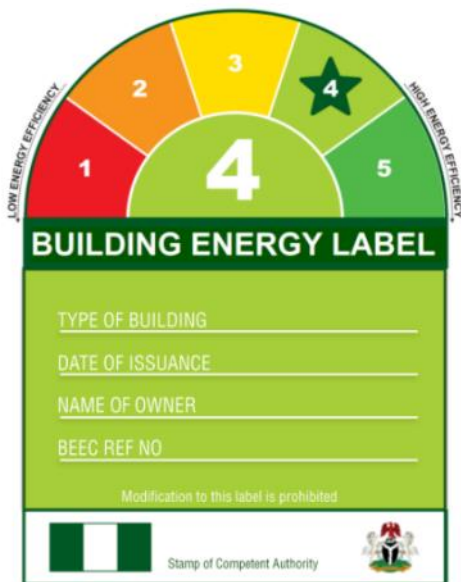 1
2
3
4
5
4
LOW ENERGY EFFICIENCY
HIGH ENERGY EFFICIENCY
BUILDING ENERGY LABEL
TYPE OF BUILDING
DATE OF ISSUANCE
NAME OF OWNER
BEEC REF NO
Modification to this label is prohibited
Stamp of Competent Authority